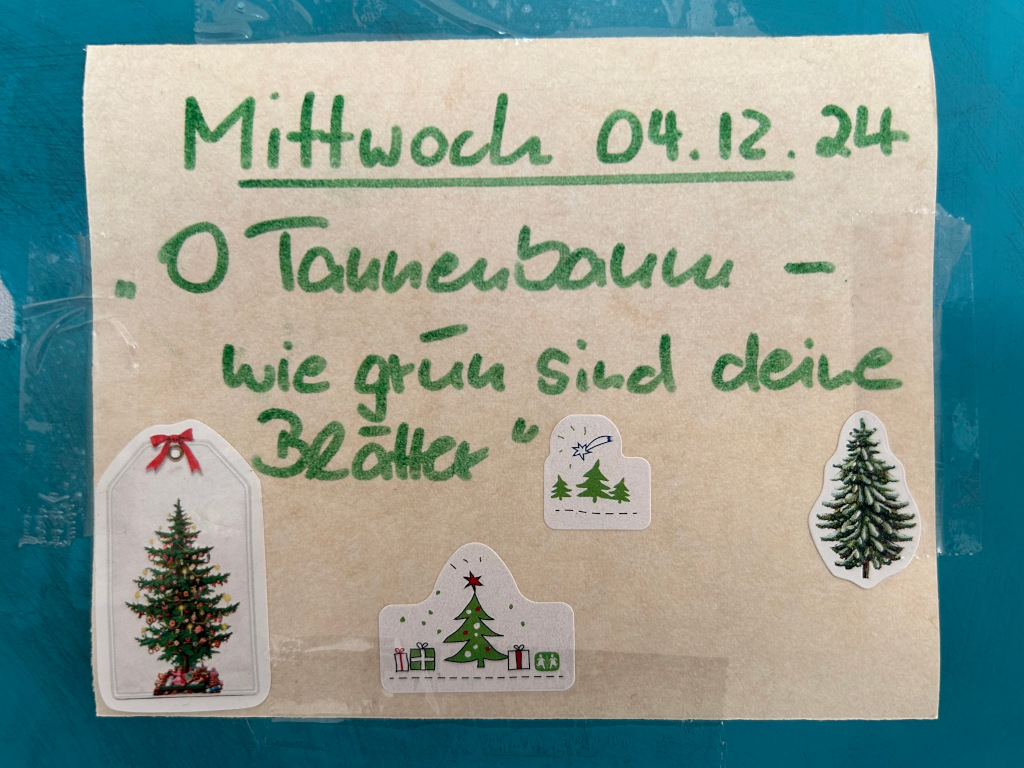 Mittwoch 04.12.24
„O Tannenbaum -
wie grün sind deine
Blätter“